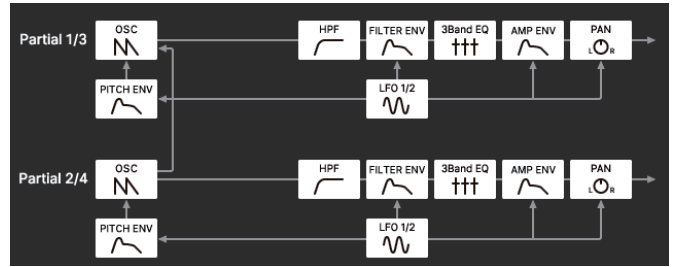 OSC HPF FILTER ENV 3Band EQ AMP ENV PAN
Partial 1/3
L R
PITCH ENV LFO 1/2
OSC HPF FILTER ENV 3Band EQ AMP ENV PAN
Partial 2/4
L R
PITCH ENV LFO 1/2